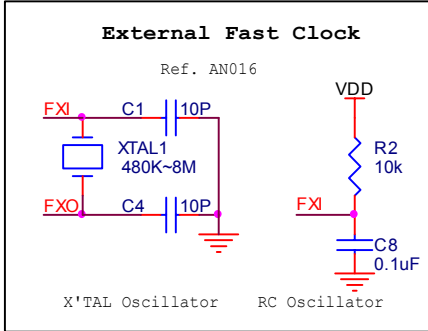 External Fast Clock
Ref. AN016
FXI C1 10P
XTAL1
480K~8M
FXO C4 10P
VDD
R2
10k
FXI
C8
0.1uF
X'TAL Oscillator RC Oscillator